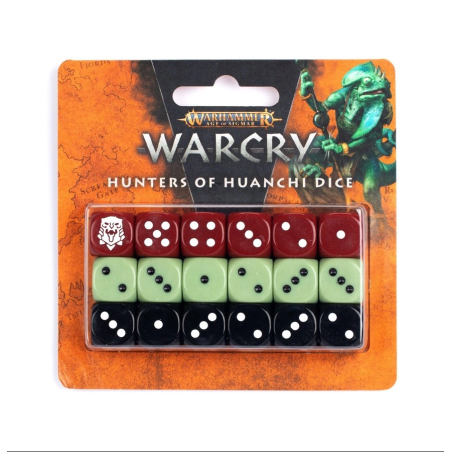 WARHAMMER
AGE OF SIGMAR
WARCRY
HUNTERS OF HUANCHI DICE